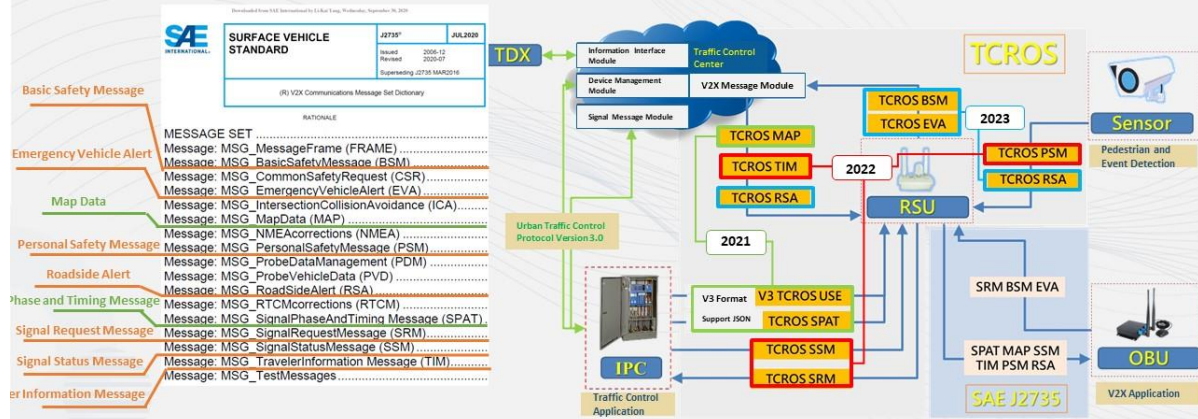 Downloaded from SAE International by Li Kai Yang, Wednesday, September 30, 2020
SAE
INTERNATIONAL.
SURFACE VEHICLE
STANDARD
J2735™
JUL2020
Issued 2006-12
Revised 2020-07
Superseding J2735 MAR2016
(R) V2X Communications Message Set Dictionary
RATIONALE
MESSAGE SET
Message: MSG_MessageFrame (FRAME)
Message: MSG_BasicSafetyMessage (BSM)
Message: MSG_CommonSafetyRequest (CSR)
Message: MSG_EmergencyVehicleAlert (EVA)
Message: MSG_IntersectionCollisionAvoidance (ICA)
Message: MSG_MapData (MAP)
Message: MSG_NMEAcorrections (NMEA)
Message: MSG_PersonalSafetyMessage (PSM)
Message: MSG_ProbeDataManagement (PDM)
Message: MSG_ProbeVehicleData (PVD)
Message: MSG_RoadSideAlert (RSA)
Message: MSG_RTCMcorrections (RTCM)
Message: MSG_SignalPhaseAndTiming Message (SPAT)
Message: MSG_SignalRequestMessage (SRM)
Message: MSG_SignalStatusMessage (SSM)
Message: MSG_TravelerInformation Message (TIM)
Message: MSG_TestMessages
Basic Safety Message
Emergency Vehicle Alert
Map Data
Personal Safety Message
Roadside Alert
Phase and Timing Message
Signal Request Message
Signal Status Message
er Information Message
TDX
Information Interface
Module
Traffic Control
Center
Device Management
Module
V2X Message Module
Signal Message Module
TCROS
TCROS BSM
TCROS EVA
2023
Sensor
Pedestrian and
Event Detection
TCROS MAP
TCROS TIM
2022
TCROS PSM
TCROS RSA
TCROS RSA
RSU
Urban Traffic Control
Protocol Version 3.0
2021
V3 Format
V3 TCROS USE
Support JSON
TCROS SPAT
TCROS SSM
TCROS SRM
IPC
Traffic Control
Application
SRM BSM EVA
SPAT MAP SSM
TIM PSM RSA
OBU
SAE J2735
V2X Application